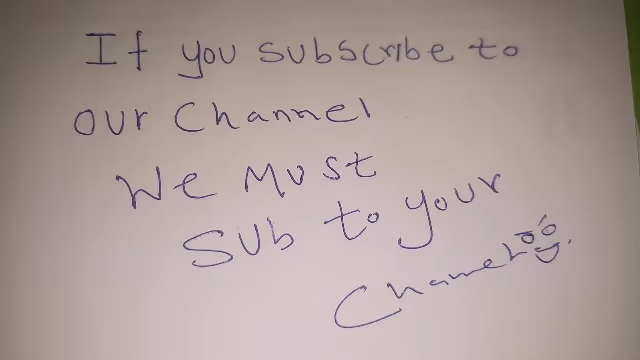 If you subscribe to
our channel
We Must
Sub to your
Channel